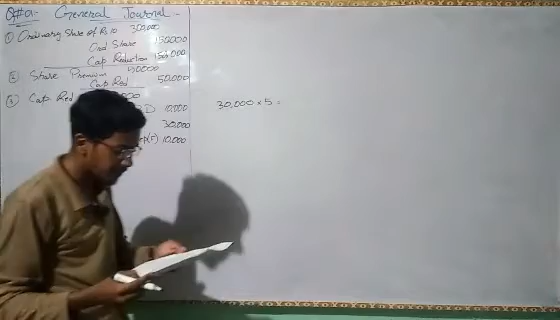 Q#01:- General Journal:-
① Ordinary Share of Rs 10 300,000
Ord Share 150,000
Cap Reduction 150,000
② Share Premium 50,000
Cap Red 50,000
Cap Red
10,000
30,000
10,000
30,000 × 5 =